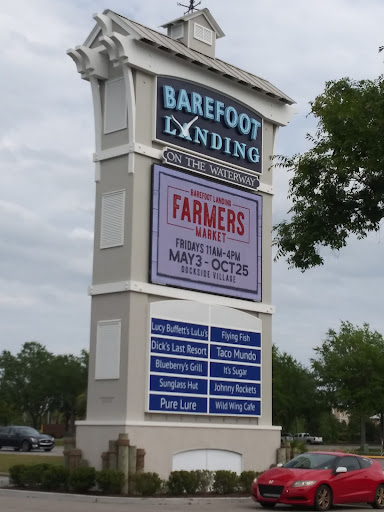 BAREFOOT
LANDING
ON THE WATERWAY
BAREFOOT LANDING
FARMERS
MARKET
FRIDAYS 11AM-4PM
MAY3 - OCT25
DOCKSIDE VILLAGE
Lucy Buffett's LuLu's Flying Fish
Dick's Last Resort Taco Mundo
Blueberry's Grill It's Sugar
Sunglass Hut Johnny Rockets
Pure Lure Wild Wing Cafe